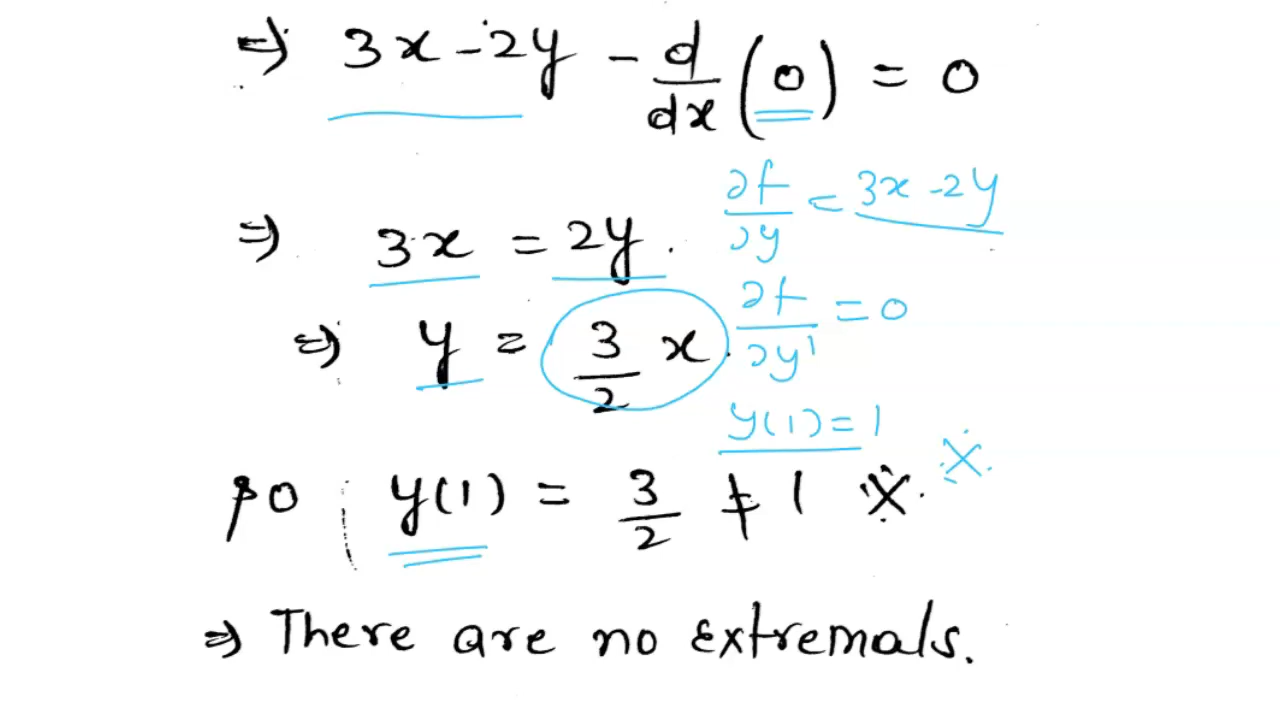 ⇒ 3x - 2y - d/dx (0) = 0
∂f/∂y = 3x - 2y
⇒ 3x = 2y.
∂f/∂y' = 0
⇒ y = 3/2 x.
y(1) = 1
so, y(1) = 3/2 ≠ 1 ※.
※
⇒ There are no extremals.